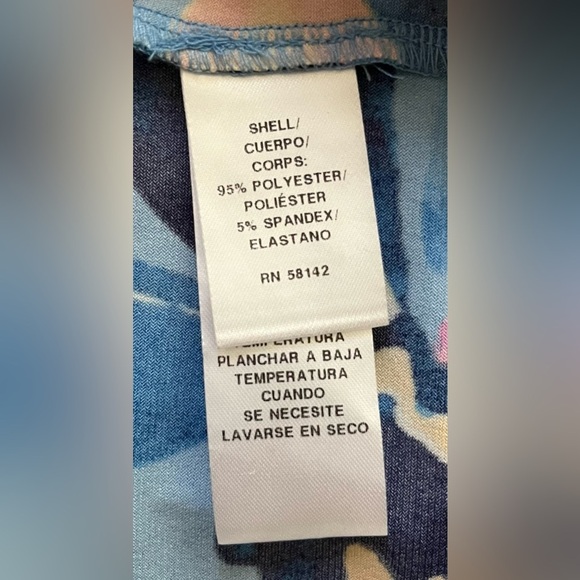 SHELL/
CUERPO/
CORPS:
95% POLYESTER/
POLIÉSTER
5% SPANDEX/
ELASTANO
RN 58142
TEMPERATURA
PLANCHAR A BAJA
TEMPERATURA
CUANDO
SE NECESITE
LAVARSE EN SECO